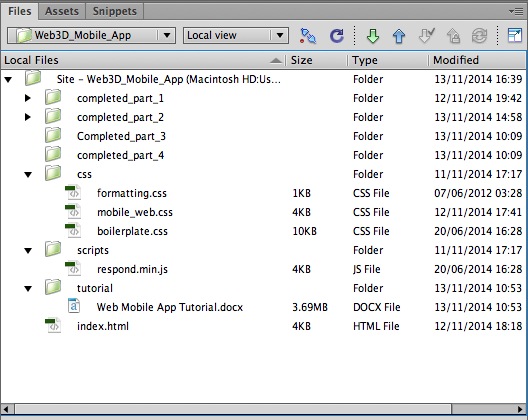 Files Assets Snippets
Web3D_Mobile_App Local view
Local Files Size Type Modified
Site – Web3D_Mobile_App (Macintosh HD:Us... Folder 13/11/2014 16:39
completed_part_1 Folder 12/11/2014 19:42
completed_part_2 Folder 13/11/2014 14:58
Completed_part_3 Folder 13/11/2014 10:09
completed_part_4 Folder 13/11/2014 10:09
css Folder 11/11/2014 17:17
formatting.css 1KB CSS File 07/06/2012 03:28
mobile_web.css 4KB CSS File 12/11/2014 17:41
boilerplate.css 10KB CSS File 20/06/2014 16:28
scripts Folder 11/11/2014 17:17
respond.min.js 4KB JS File 20/06/2014 16:28
tutorial Folder 13/11/2014 10:53
Web Mobile App Tutorial.docx 3.69MB DOCX File 13/11/2014 10:53
index.html 4KB HTML File 12/11/2014 18:18